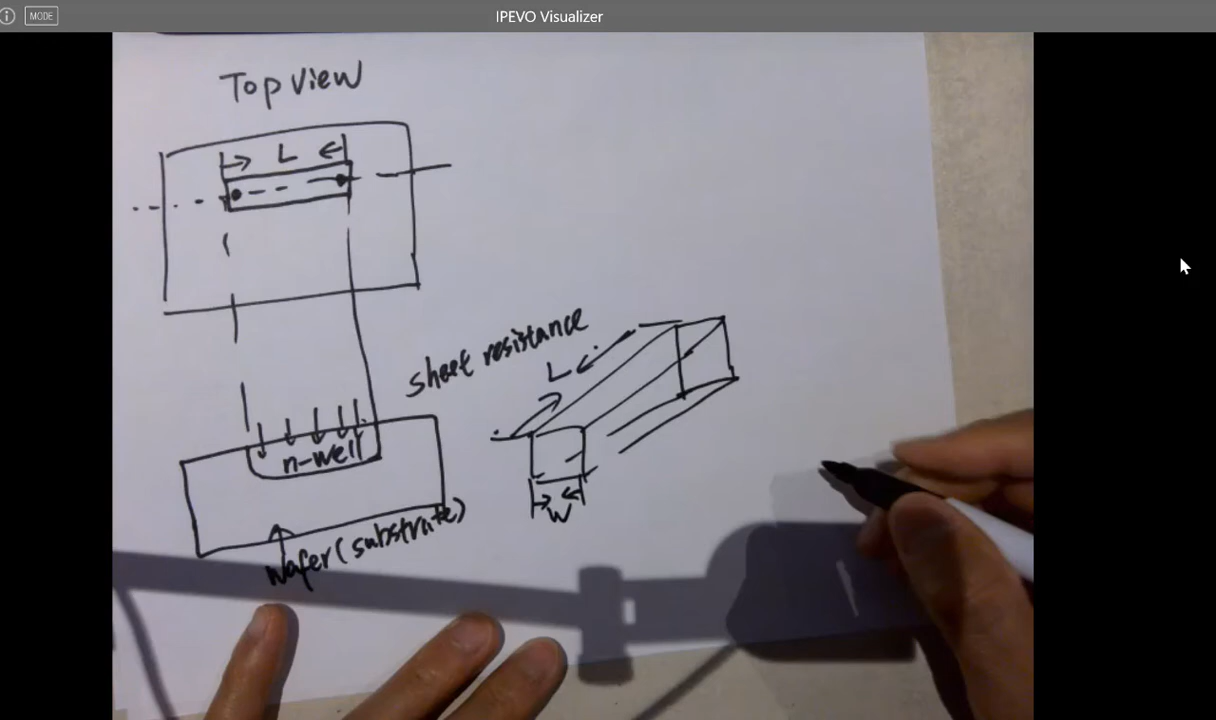 MODE
IPEVO Visualizer
Top View
L
sheet resistance
L
n-well
W
Wafer (substrate)